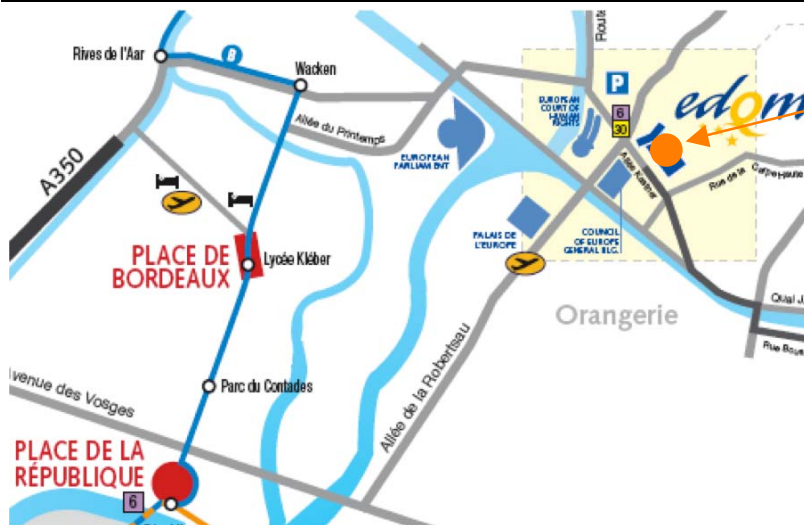 Rives de l'Aar
B
Wacken
Allée du Printemps
A350
EUROPEAN
PARLIAMENT
Route
P
EUROPEAN
COURT OF
HUMAN
RIGHTS
6
30
edqm
Allée Kastner
Rue de la Carpe Haute
PALAIS DE
L'EUROPE
COUNCIL
OF EUROPE
GENERAL BLG.
PLACE DE
BORDEAUX
Lycée Kléber
Orangerie
Quai J
Rue
Parc du Contades
venue des Vosges
Allée de la Robertsau
PLACE DE LA
RÉPUBLIQUE
6